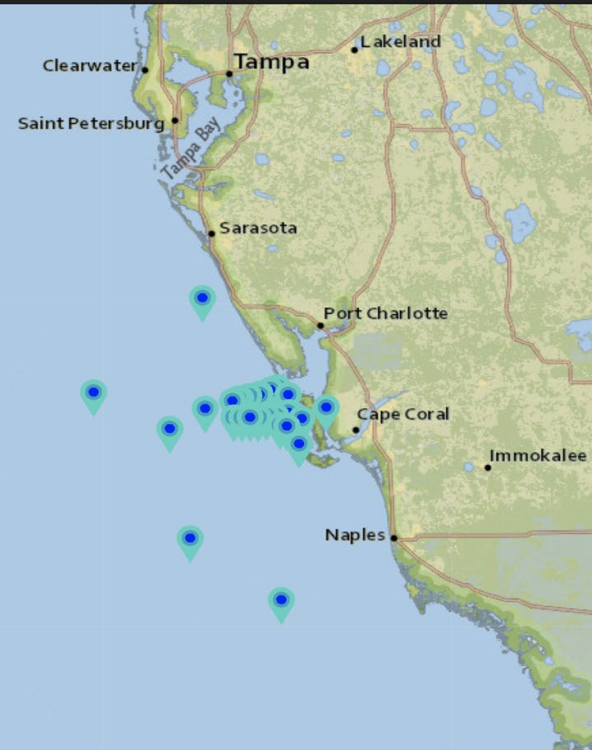 Lakeland
Clearwater
Tampa
Saint Petersburg
Tampa Bay
Sarasota
Port Charlotte
Cape Coral
Immokalee
Naples